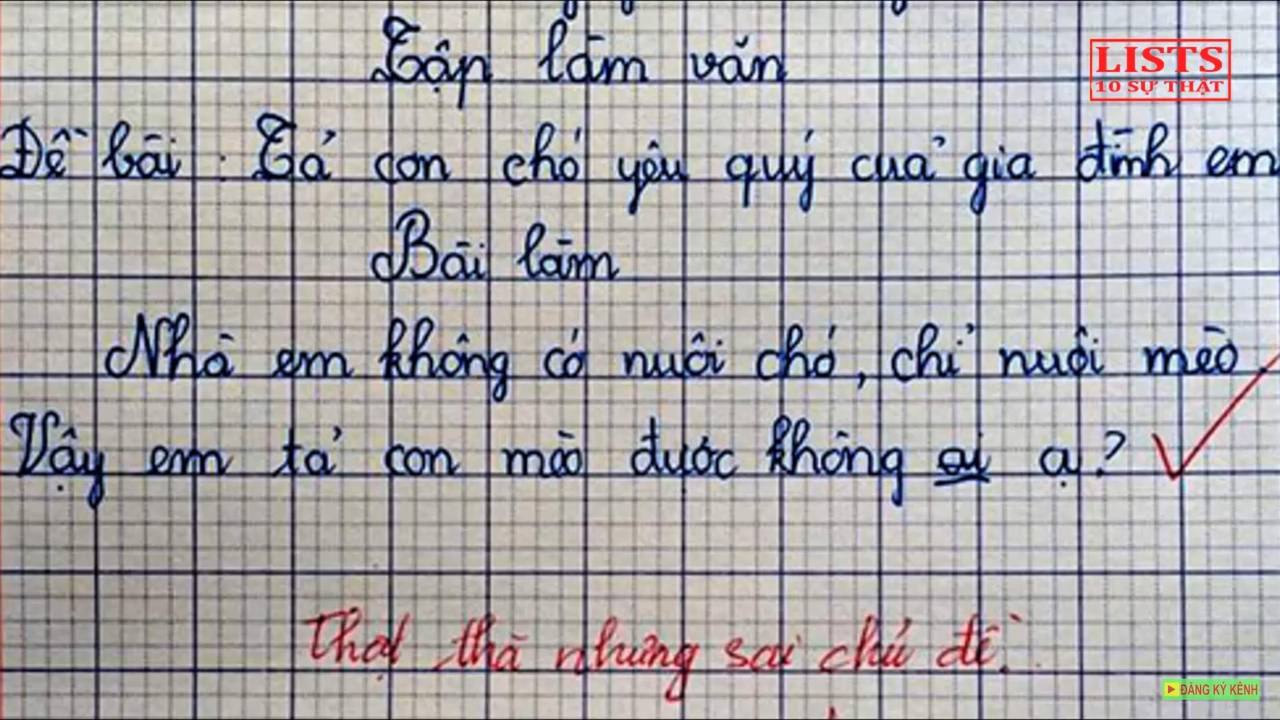 Tập làm văn
LISTS
10 SỰ THẬT
Đề bài : Tả con chó yêu quý của gia đình em
Bài làm
Nhà em không có nuôi chó, chỉ nuôi mèo.
Vậy em tả con mèo được không ạ?
Thật thà nhưng sai chủ đề.
ĐĂNG KÝ KÊNH